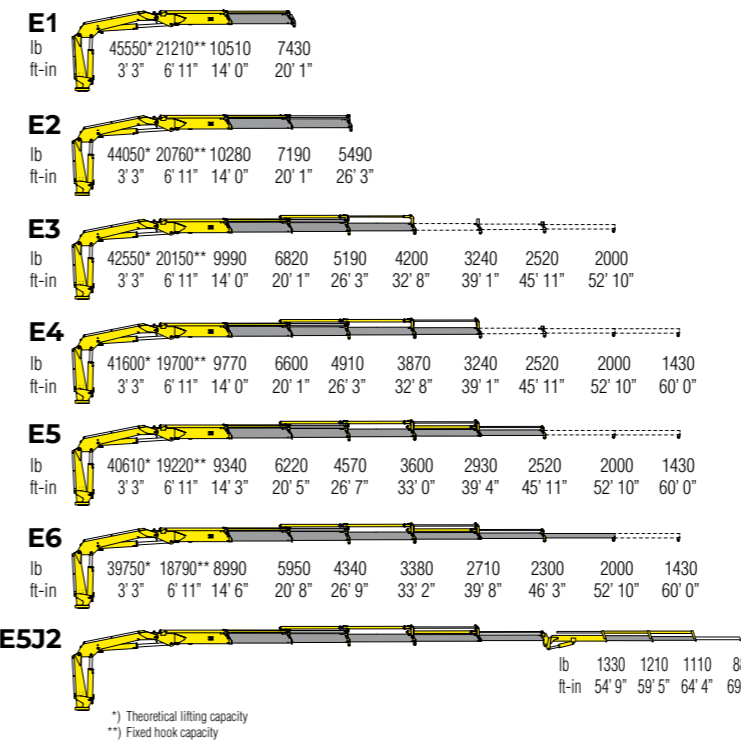 E1
lb 45550* 21210** 10510 7430
ft-in 3’ 3” 6’ 11” 14’ 0” 20’ 1”
E2
lb 44050* 20760** 10280 7190 5490
ft-in 3’ 3” 6’ 11” 14’ 0” 20’ 1” 26’ 3”
E3
lb 42550* 20150** 9990 6820 5190 4200 3240 2520 2000
ft-in 3’ 3” 6’ 11” 14’ 0” 20’ 1” 26’ 3” 32’ 8” 39’ 1” 45’ 11” 52’ 10”
E4
lb 41600* 19700** 9770 6600 4910 3870 3240 2520 2000 1430
ft-in 3’ 3” 6’ 11” 14’ 0” 20’ 1” 26’ 3” 32’ 8” 39’ 1” 45’ 11” 52’ 10” 60’ 0”
E5
lb 40610* 19220** 9340 6220 4570 3600 2930 2520 2000 1430
ft-in 3’ 3” 6’ 11” 14’ 3” 20’ 5” 26’ 7” 33’ 0” 39’ 4” 45’ 11” 52’ 10” 60’ 0”
E6
lb 39750* 18790** 8990 5950 4340 3380 2710 2300 2000 1430
ft-in 3’ 3” 6’ 11” 14’ 6” 20’ 8” 26’ 9” 33’ 2” 39’ 8” 46’ 3” 52’ 10” 60’ 0”
E5J2
lb 1330 1210 1110
ft-in 54’ 9” 59’ 5” 64’ 4” 69
*) Theoretical lifting capacity
**) Fixed hook capacity